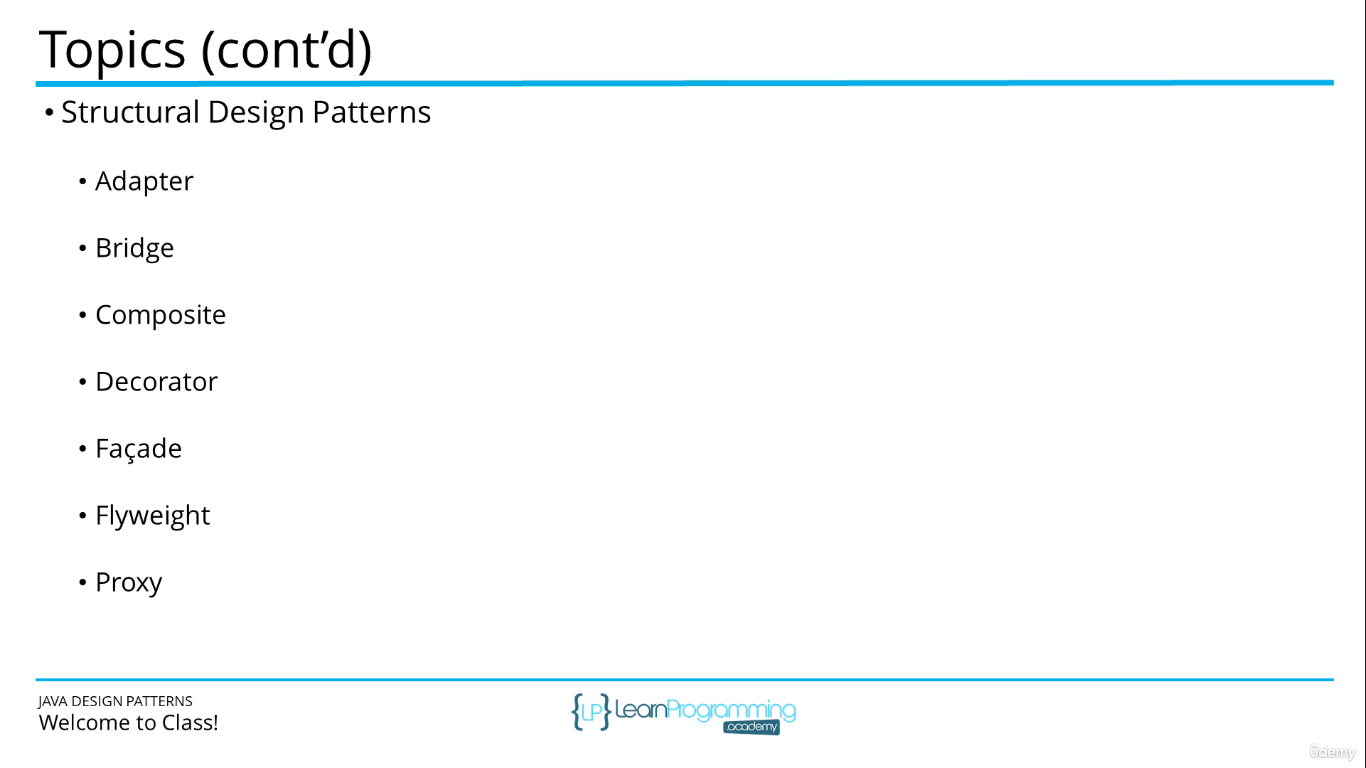 Topics (cont’d)
• Structural Design Patterns
• Adapter
• Bridge
• Composite
• Decorator
• Façade
• Flyweight
• Proxy
JAVA DESIGN PATTERNS
Welcome to Class!
{LP} LearnProgramming
.academy
ûdemy